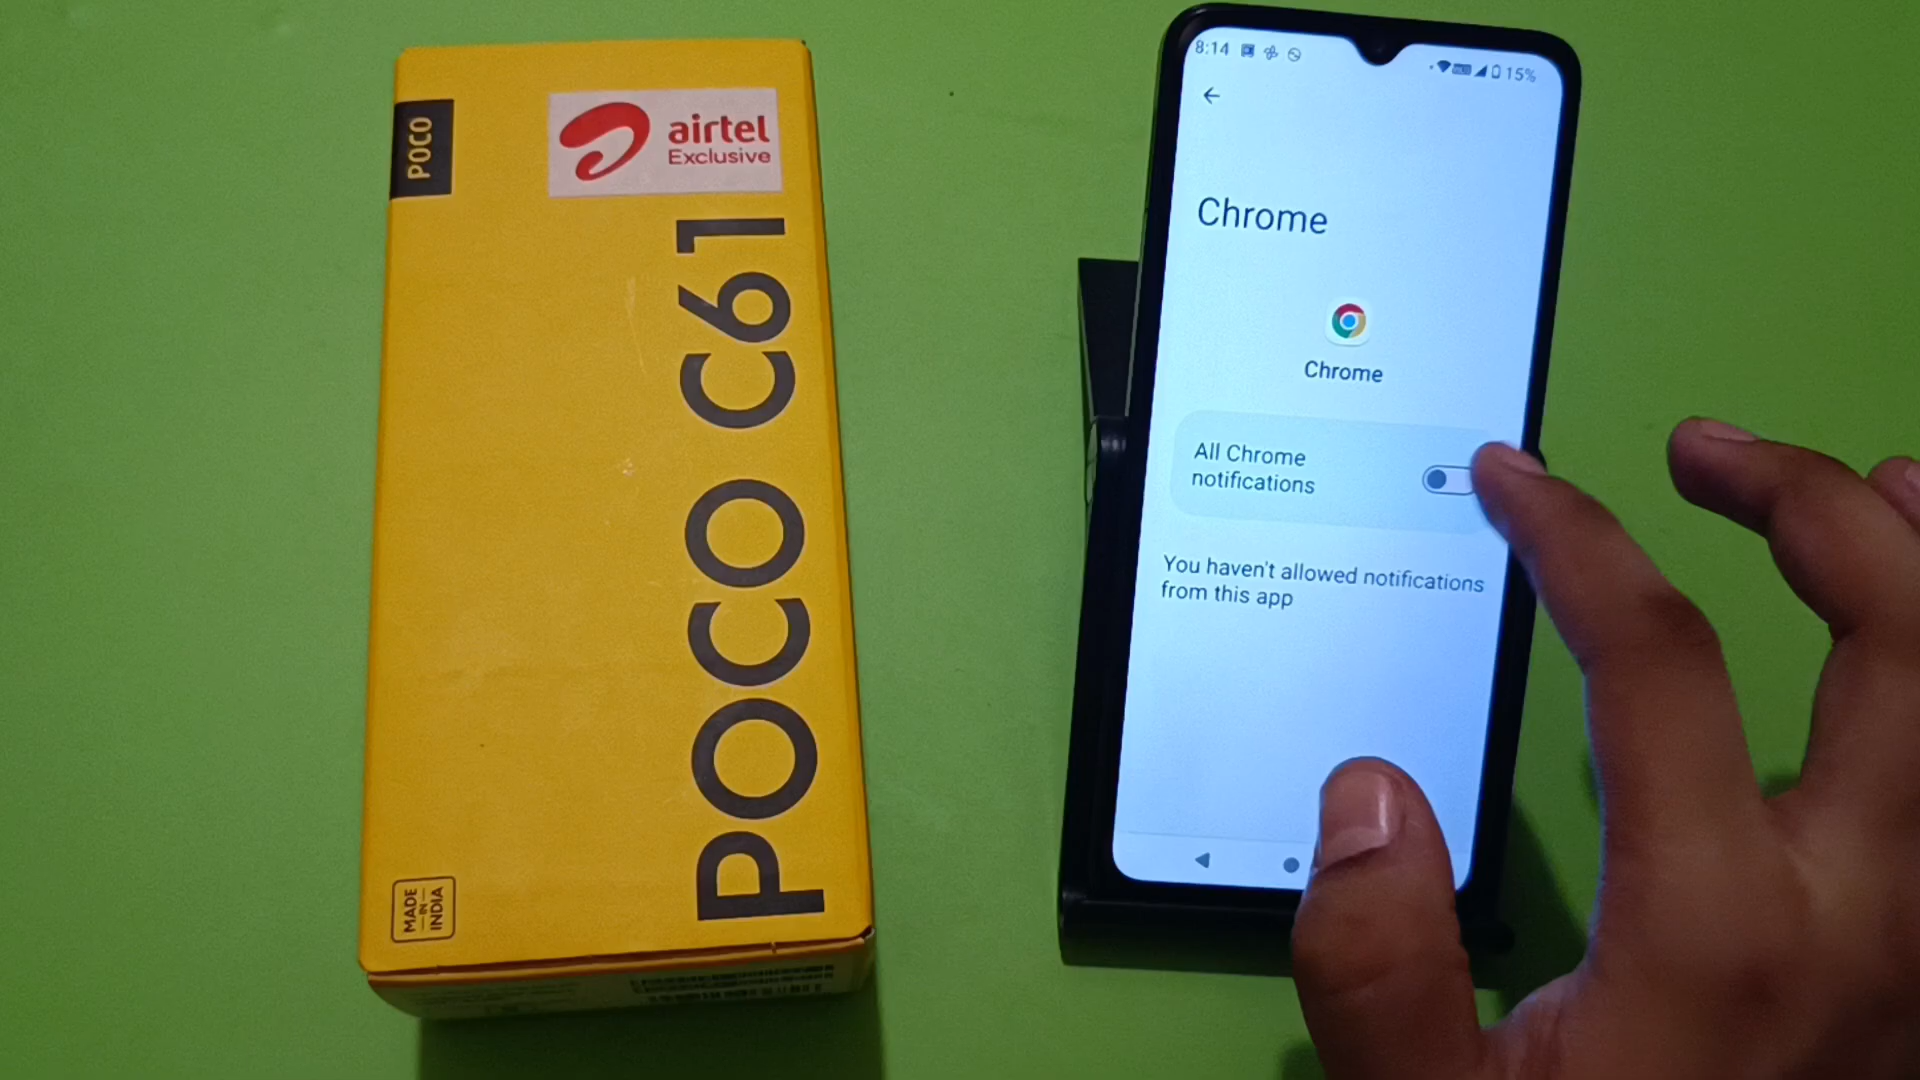 POCO
airtel
Exclusive
POCO C61
MADE
IN
INDIA
8:14
15%
Chrome
Chrome
All Chrome
notifications
You haven't allowed notifications
from this app